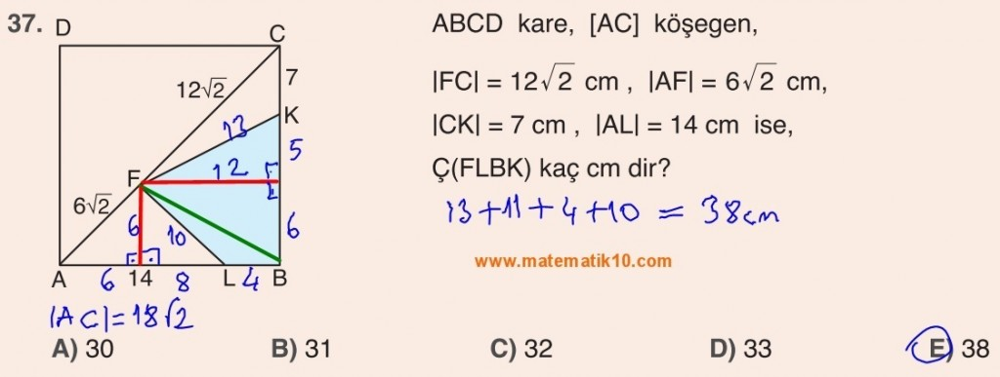 37. D C ABCD kare, [AC] köşegen,
12√2 7 |FC| = 12√2 cm , |AF| = 6√2 cm,
13 K |CK| = 7 cm , |AL| = 14 cm ise,
5
F 12 Ç(FLBK) kaç cm dir?
6√2 6 10 6 13+11+4+10 = 38cm
www.matematik10.com
A 6 14 8 L 4 B
|AC|=18√2
A) 30 B) 31 C) 32 D) 33 E) 38